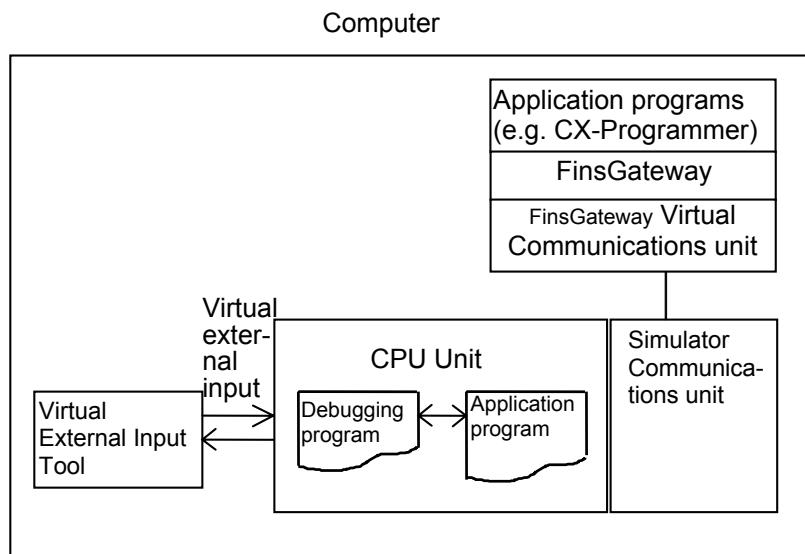 Computer
Application programs
(e.g. CX-Programmer)
FinsGateway
FinsGateway Virtual
Communications unit
Virtual
exter-
nal
input
CPU Unit
Simulator
Communica-
tions unit
Virtual
External Input
Tool
Debugging
program
Application
program